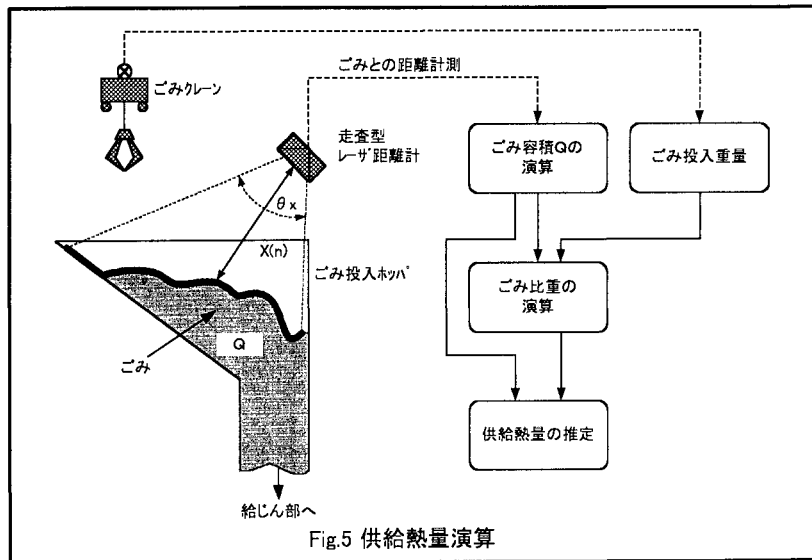 ごみとの距離計測
ごみクレーン
走査型
レーザ距離計
θx
X(n)
ごみ投入ホッパ
Q
ごみ
給じん部へ
ごみ容積Qの
演算
ごみ投入重量
ごみ比重の
演算
供給熱量の推定
Fig.5 供給熱量演算